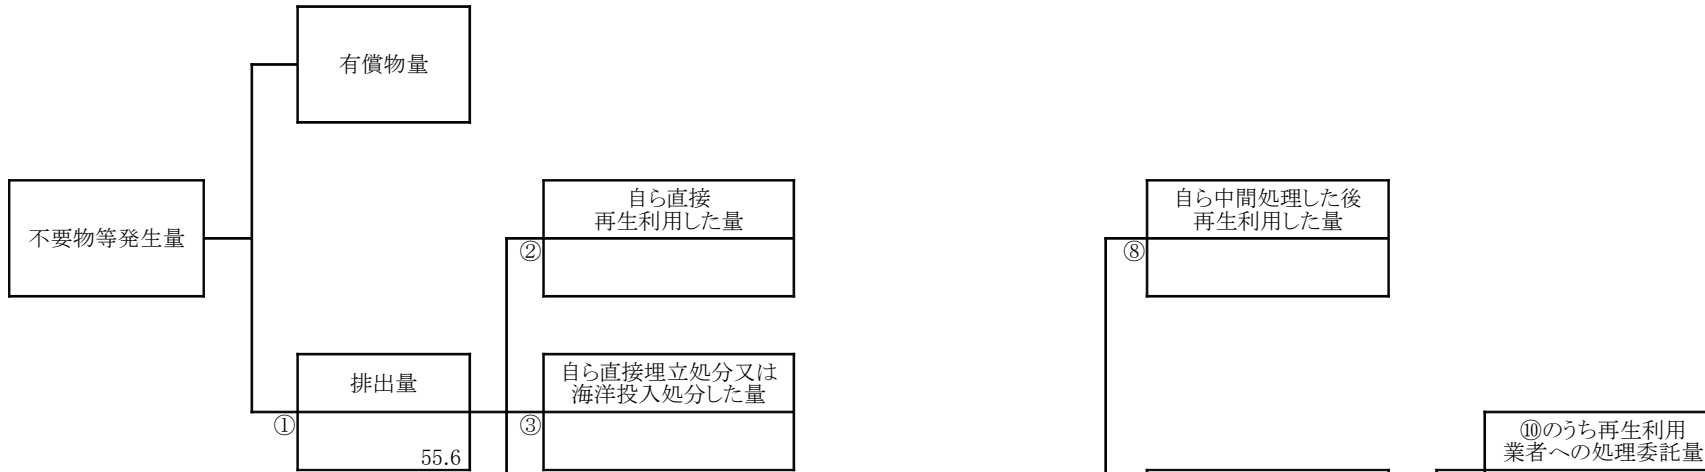 有償物量
不要物等発生量
自ら直接
再生利用した量
②
自ら中間処理した後
再生利用した量
⑧
排出量
①
55.6
自ら直接埋立処分又は
海洋投入処分した量
③
⑩のうち再生利用
業者への処理委託量